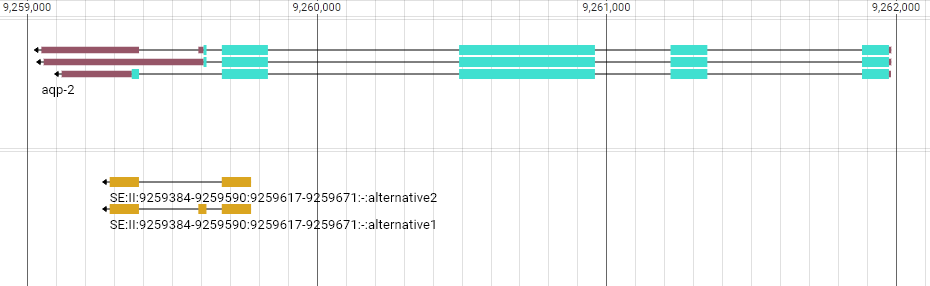 9,259,000 9,260,000 9,261,000 9,262,000
aqp-2
SE:II:9259384-9259590:9259617-9259671:-:alternative2
SE:II:9259384-9259590:9259617-9259671:-:alternative1